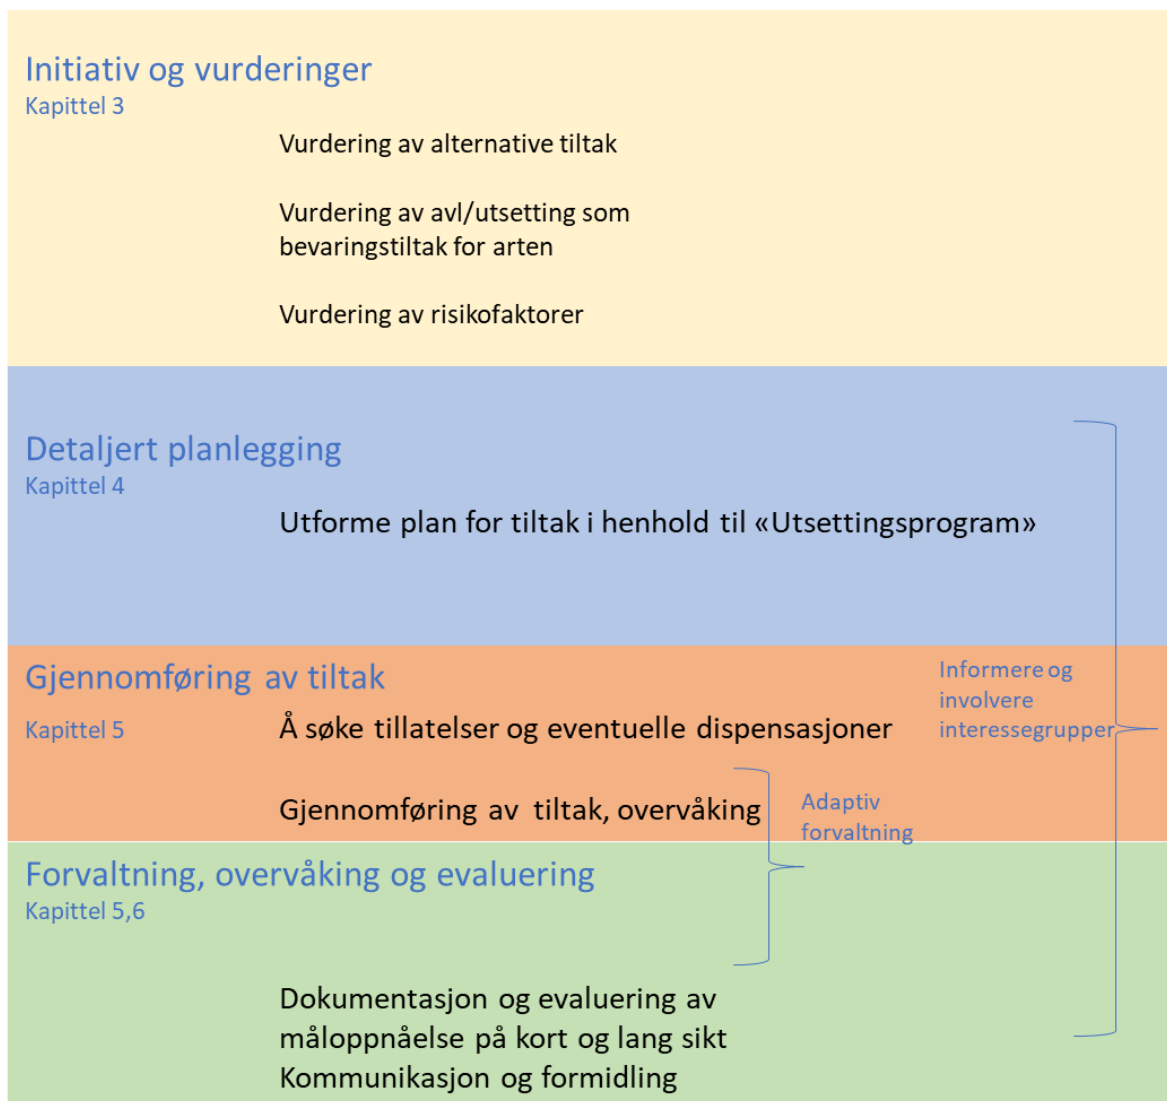 Initiativ og vurderinger
Kapittel 3
Vurdering av alternative tiltak
Vurdering av avl/utsetting som
bevaringstiltak for arten
Vurdering av risikofaktorer
Detaljert planlegging
Kapittel 4
Utforme plan for tiltak i henhold til «Utsettingsprogram»
Gjennomføring av tiltak
Kapittel 5
Å søke tillatelser og eventuelle dispensasjoner
Informere og
involvere
interessegrupper
Gjennomføring av tiltak, overvåking
Adaptiv
forvaltning
Forvaltning, overvåking og evaluering
Kapittel 5,6
Dokumentasjon og evaluering av
måloppnåelse på kort og lang sikt
Kommunikasjon og formidling